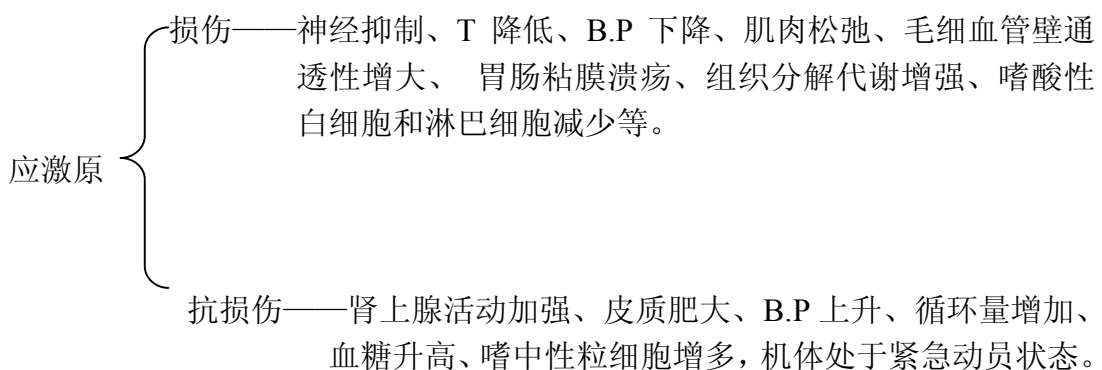 损伤——神经抑制、T 降低、B.P 下降、肌肉松弛、毛细血管壁通
透性增大、 胃肠粘膜溃疡、组织分解代谢增强、嗜酸性
白细胞和淋巴细胞减少等。
应激原
抗损伤——肾上腺活动加强、皮质肥大、B.P 上升、循环量增加、
血糖升高、嗜中性粒细胞增多，机体处于紧急动员状态。